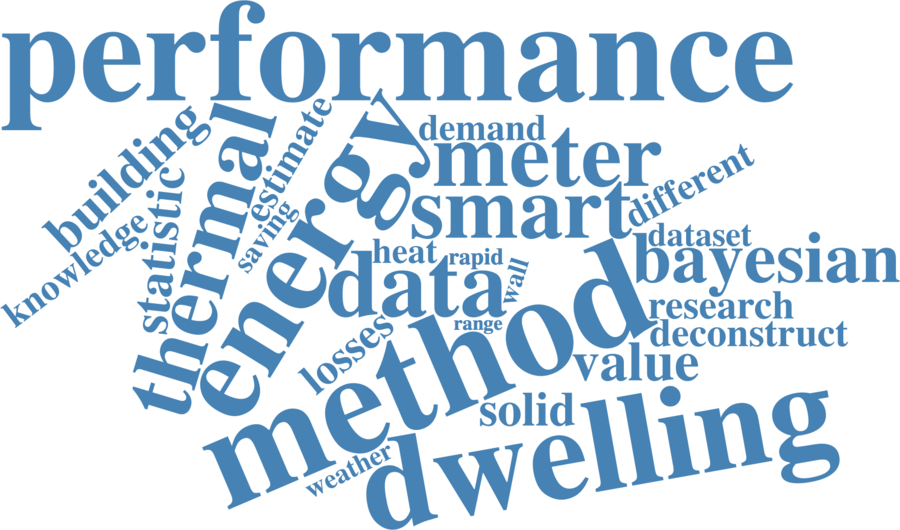 performance
demand
building
estimate
thermal
energy
meter
different
statistic
smart
knowledge
saving
dataset
heat
rapid
bayesian
wall
data
method
research
range
deconstruct
losses
value
solid
dwelling
weather